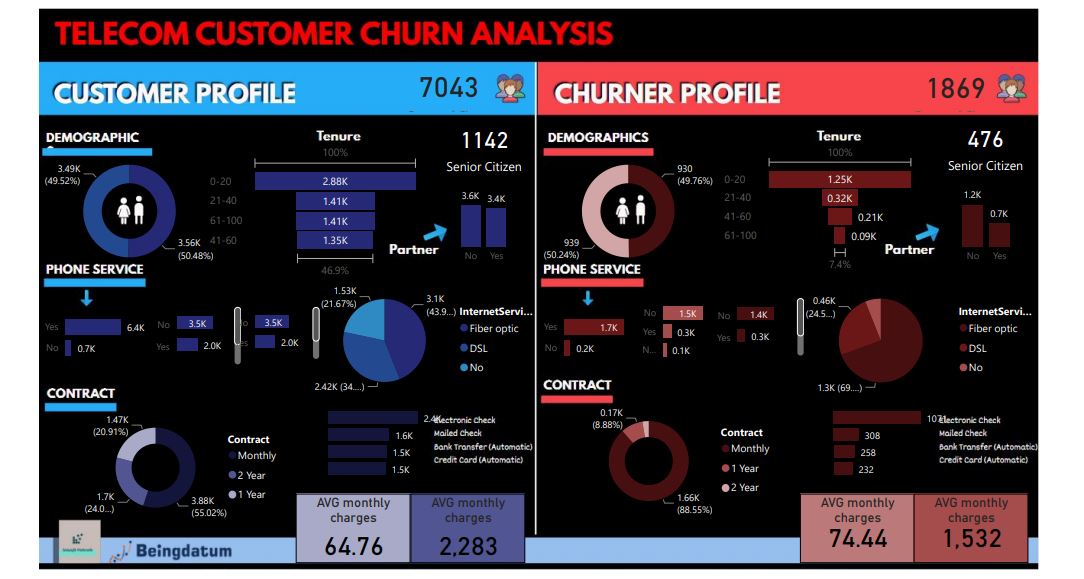 TELECOM CUSTOMER CHURN ANALYSIS
CUSTOMER PROFILE
7043
CHURNER PROFILE
1869
DEMOGRAPHIC
3.49K
(49.52%)
3.56K
(50.48%)
Tenure
100%
0-20
2.88K
21-40
1.41K
61-100
1.41K
41-60
1.35K
46.9%
1142
Senior Citizen
3.6K
3.4K
No
Yes
Partner
PHONE SERVICE
Yes
6.4K
No
0.7K
No
3.5K
Yes
2.0K
No
3.5K
Yes
2.0K
1.53K
(21.67%)
3.1K
(43.9...)
2.42K (34....)
InternetServi...
Fiber optic
DSL
No
CONTRACT
1.47K
(20.91%)
1.7K
(24.0...)
3.88K
(55.02%)
Contract
Monthly
2 Year
1 Year
2.4K
1.6K
1.5K
1.5K
Electronic Check
Mailed Check
Bank Transfer (Automatic)
Credit Card (Automatic)
AVG monthly
charges
64.76
AVG monthly
charges
2,283
Beingdatum
DEMOGRAPHICS
930
(49.76%)
939
(50.24%)
Tenure
100%
0-20
1.25K
21-40
0.32K
41-60
0.21K
61-100
0.09K
7.4%
476
Senior Citizen
1.2K
0.7K
No
Yes
Partner
PHONE SERVICE
Yes
1.7K
No
0.2K
No
1.5K
Yes
0.3K
N...
0.1K
No
1.4K
Yes
0.3K
0.46K
(24.5...)
1.3K (69....)
InternetServi...
Fiber optic
DSL
No
CONTRACT
0.17K
(8.88%)
1.66K
(88.55%)
Contract
Monthly
1 Year
2 Year
1071
308
258
232
Electronic Check
Mailed Check
Bank Transfer (Automatic)
Credit Card (Automatic)
AVG monthly
charges
74.44
AVG monthly
charges
1,532